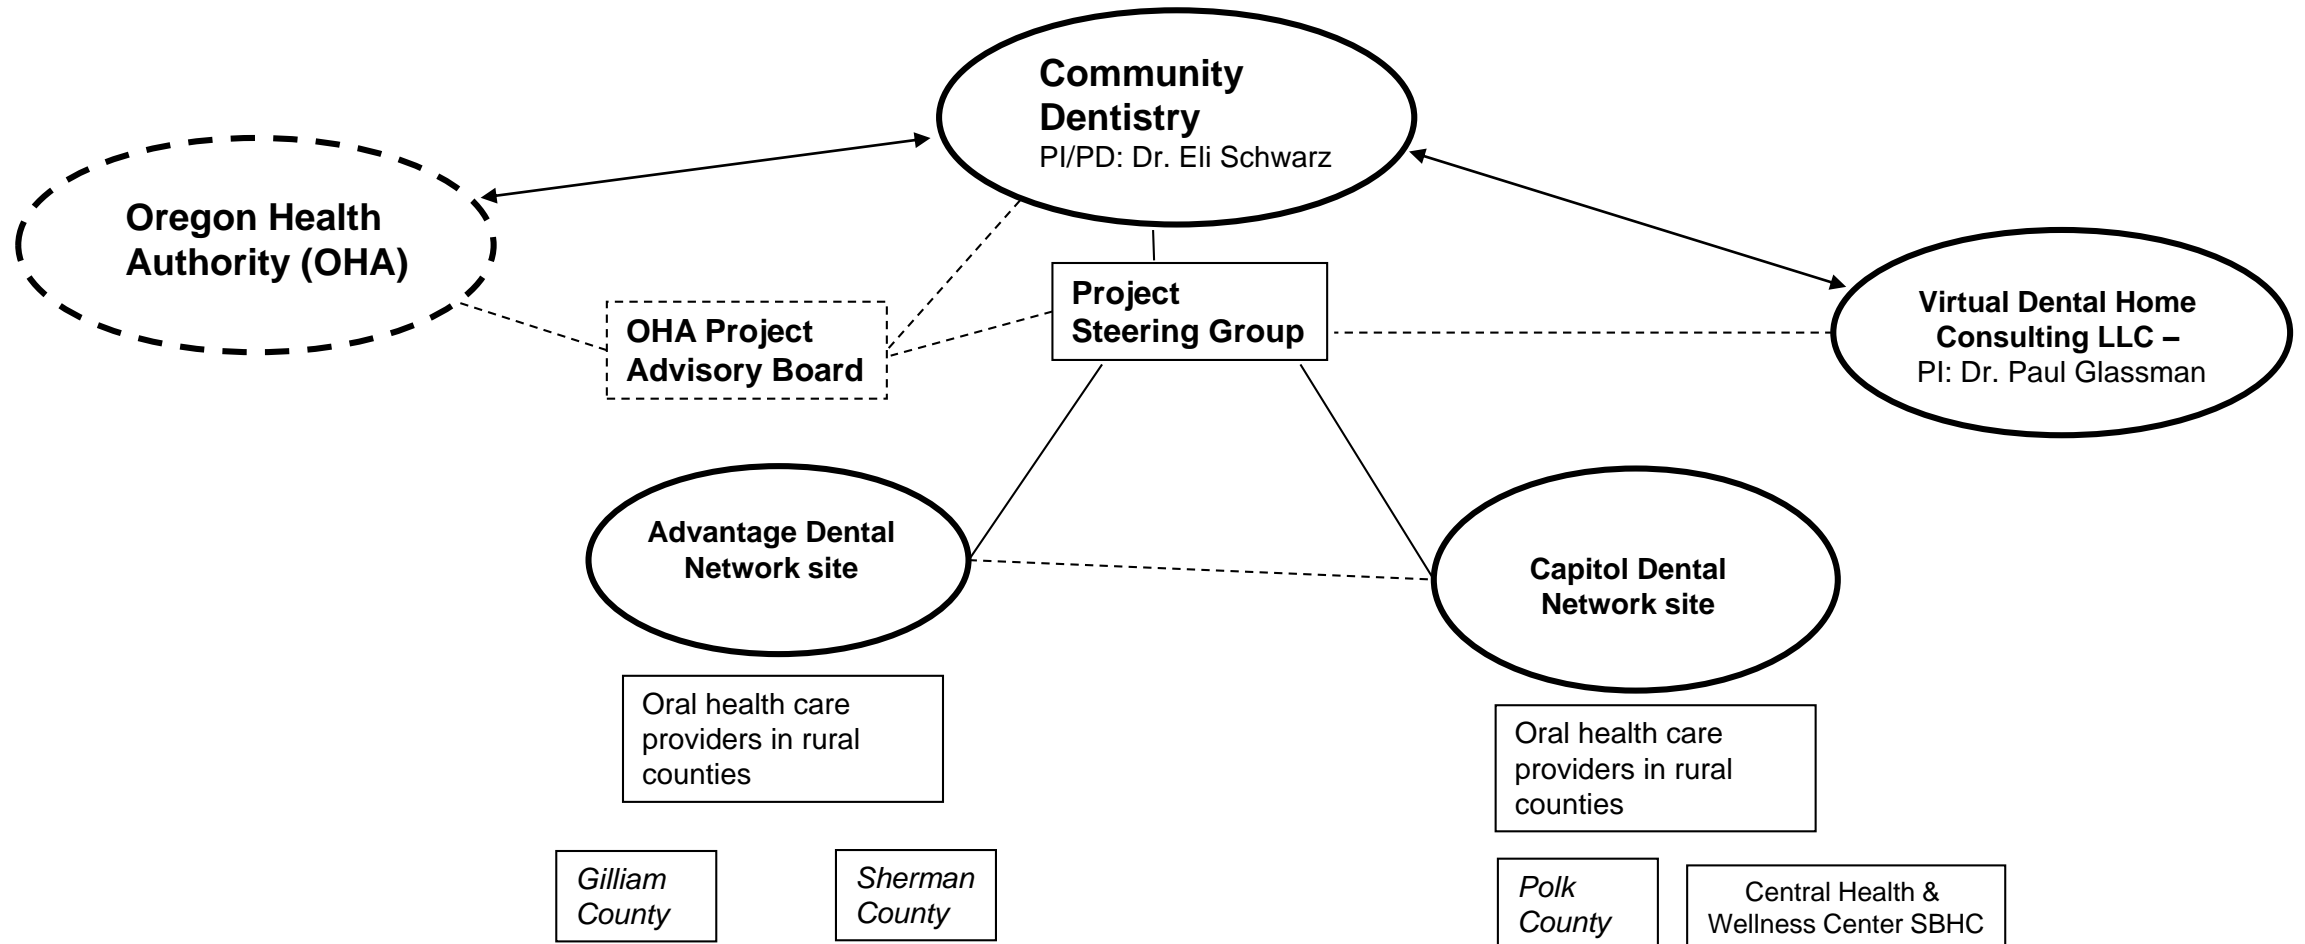 Community
Dentistry
PI/PD: Dr. Eli Schwarz
Oregon Health
Authority (OHA)
OHA Project
Advisory Board
Project
Steering Group
Virtual Dental Home
Consulting LLC –
PI: Dr. Paul Glassman
Advantage Dental
Network site
Capitol Dental
Network site
Oral health care
providers in rural
counties
Oral health care
providers in rural
counties
Gilliam
County
Sherman
County
Polk
County
Central Health &
Wellness Center SBHC